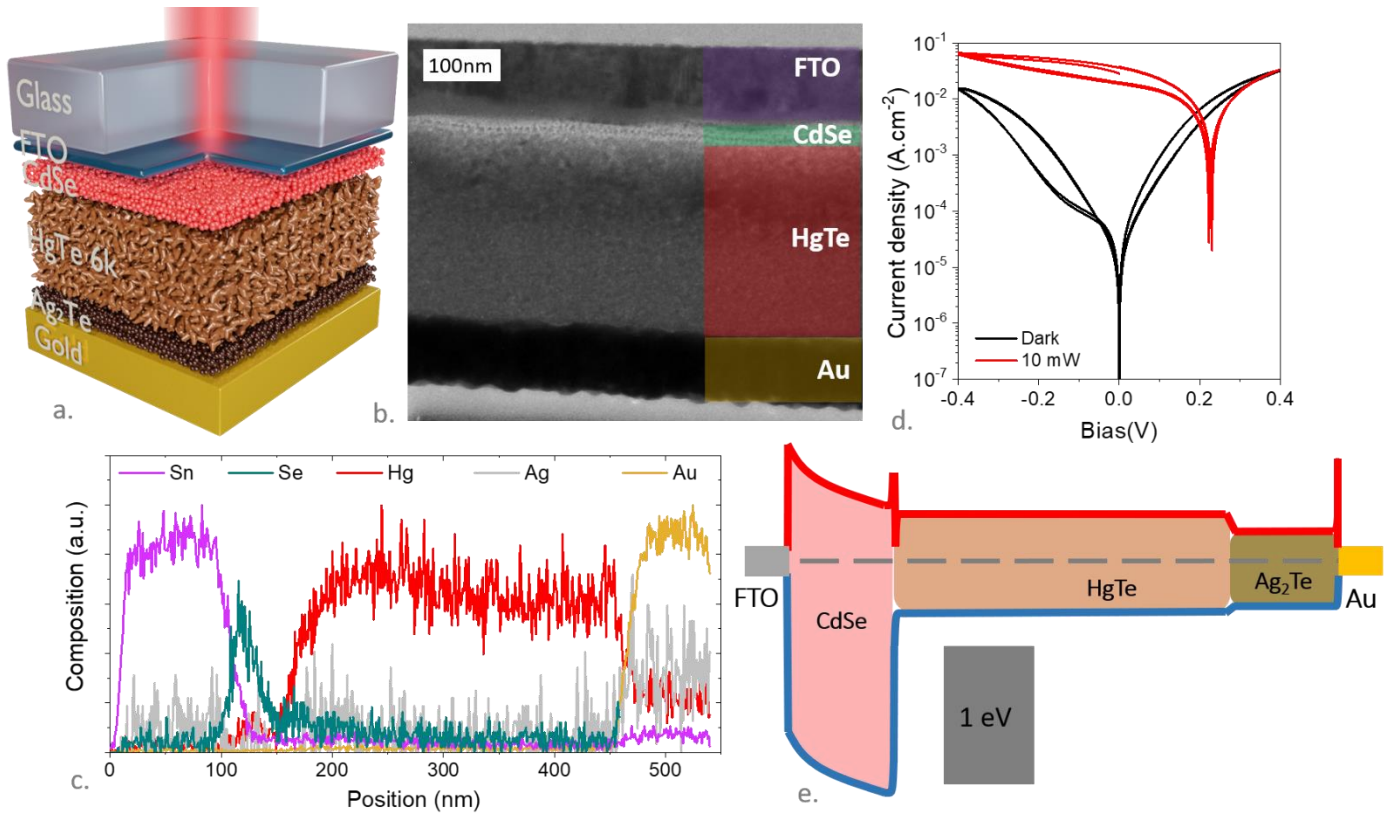 Glass
FTO
CdSe
HgTe 6k
Ag₂Te
Gold
a.
100nm
FTO
CdSe
HgTe
Au
b.
10⁻¹
10⁻²
10⁻³
10⁻⁴
10⁻⁵
10⁻⁶
10⁻⁷
Current density (A.cm⁻²)
Dark
10 mW
-0.4 -0.2 0.0 0.2 0.4
Bias(V)
d.
Sn Se Hg Ag Au
Composition (a.u.)
0 100 200 300 400 500
Position (nm)
c.
FTO
CdSe
HgTe
Ag₂Te
Au
1 eV
e.